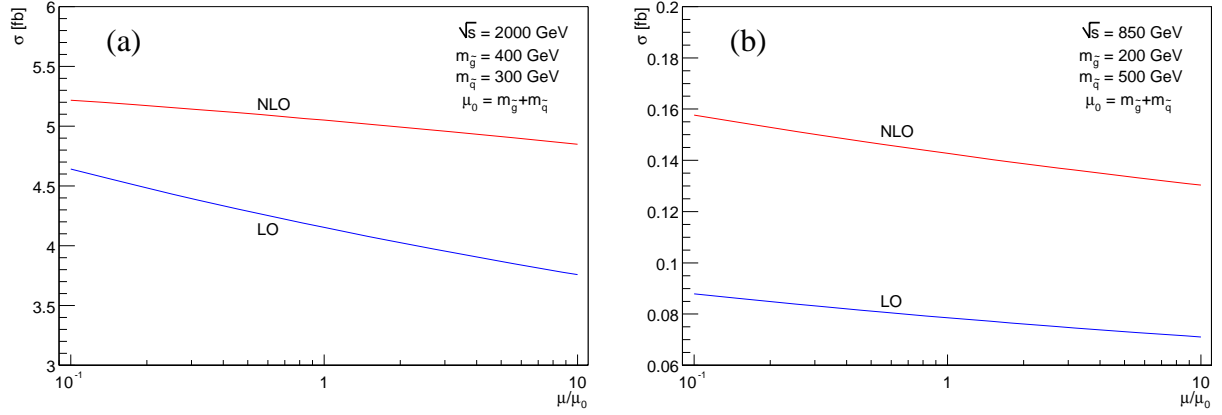 σ [fb]
(a)
√s = 2000 GeV
m_g̃ = 400 GeV
m_q̃ = 300 GeV
μ₀ = m_g̃+m_q̃
6
5.5
5
4.5
4
3.5
3
NLO
LO
10⁻¹
1
10
μ/μ₀
σ [fb]
(b)
√s = 850 GeV
m_g̃ = 200 GeV
m_q̃ = 500 GeV
μ₀ = m_g̃+m_q̃
0.2
0.18
0.16
0.14
0.12
0.1
0.08
0.06
NLO
LO
10⁻¹
1
10
μ/μ₀